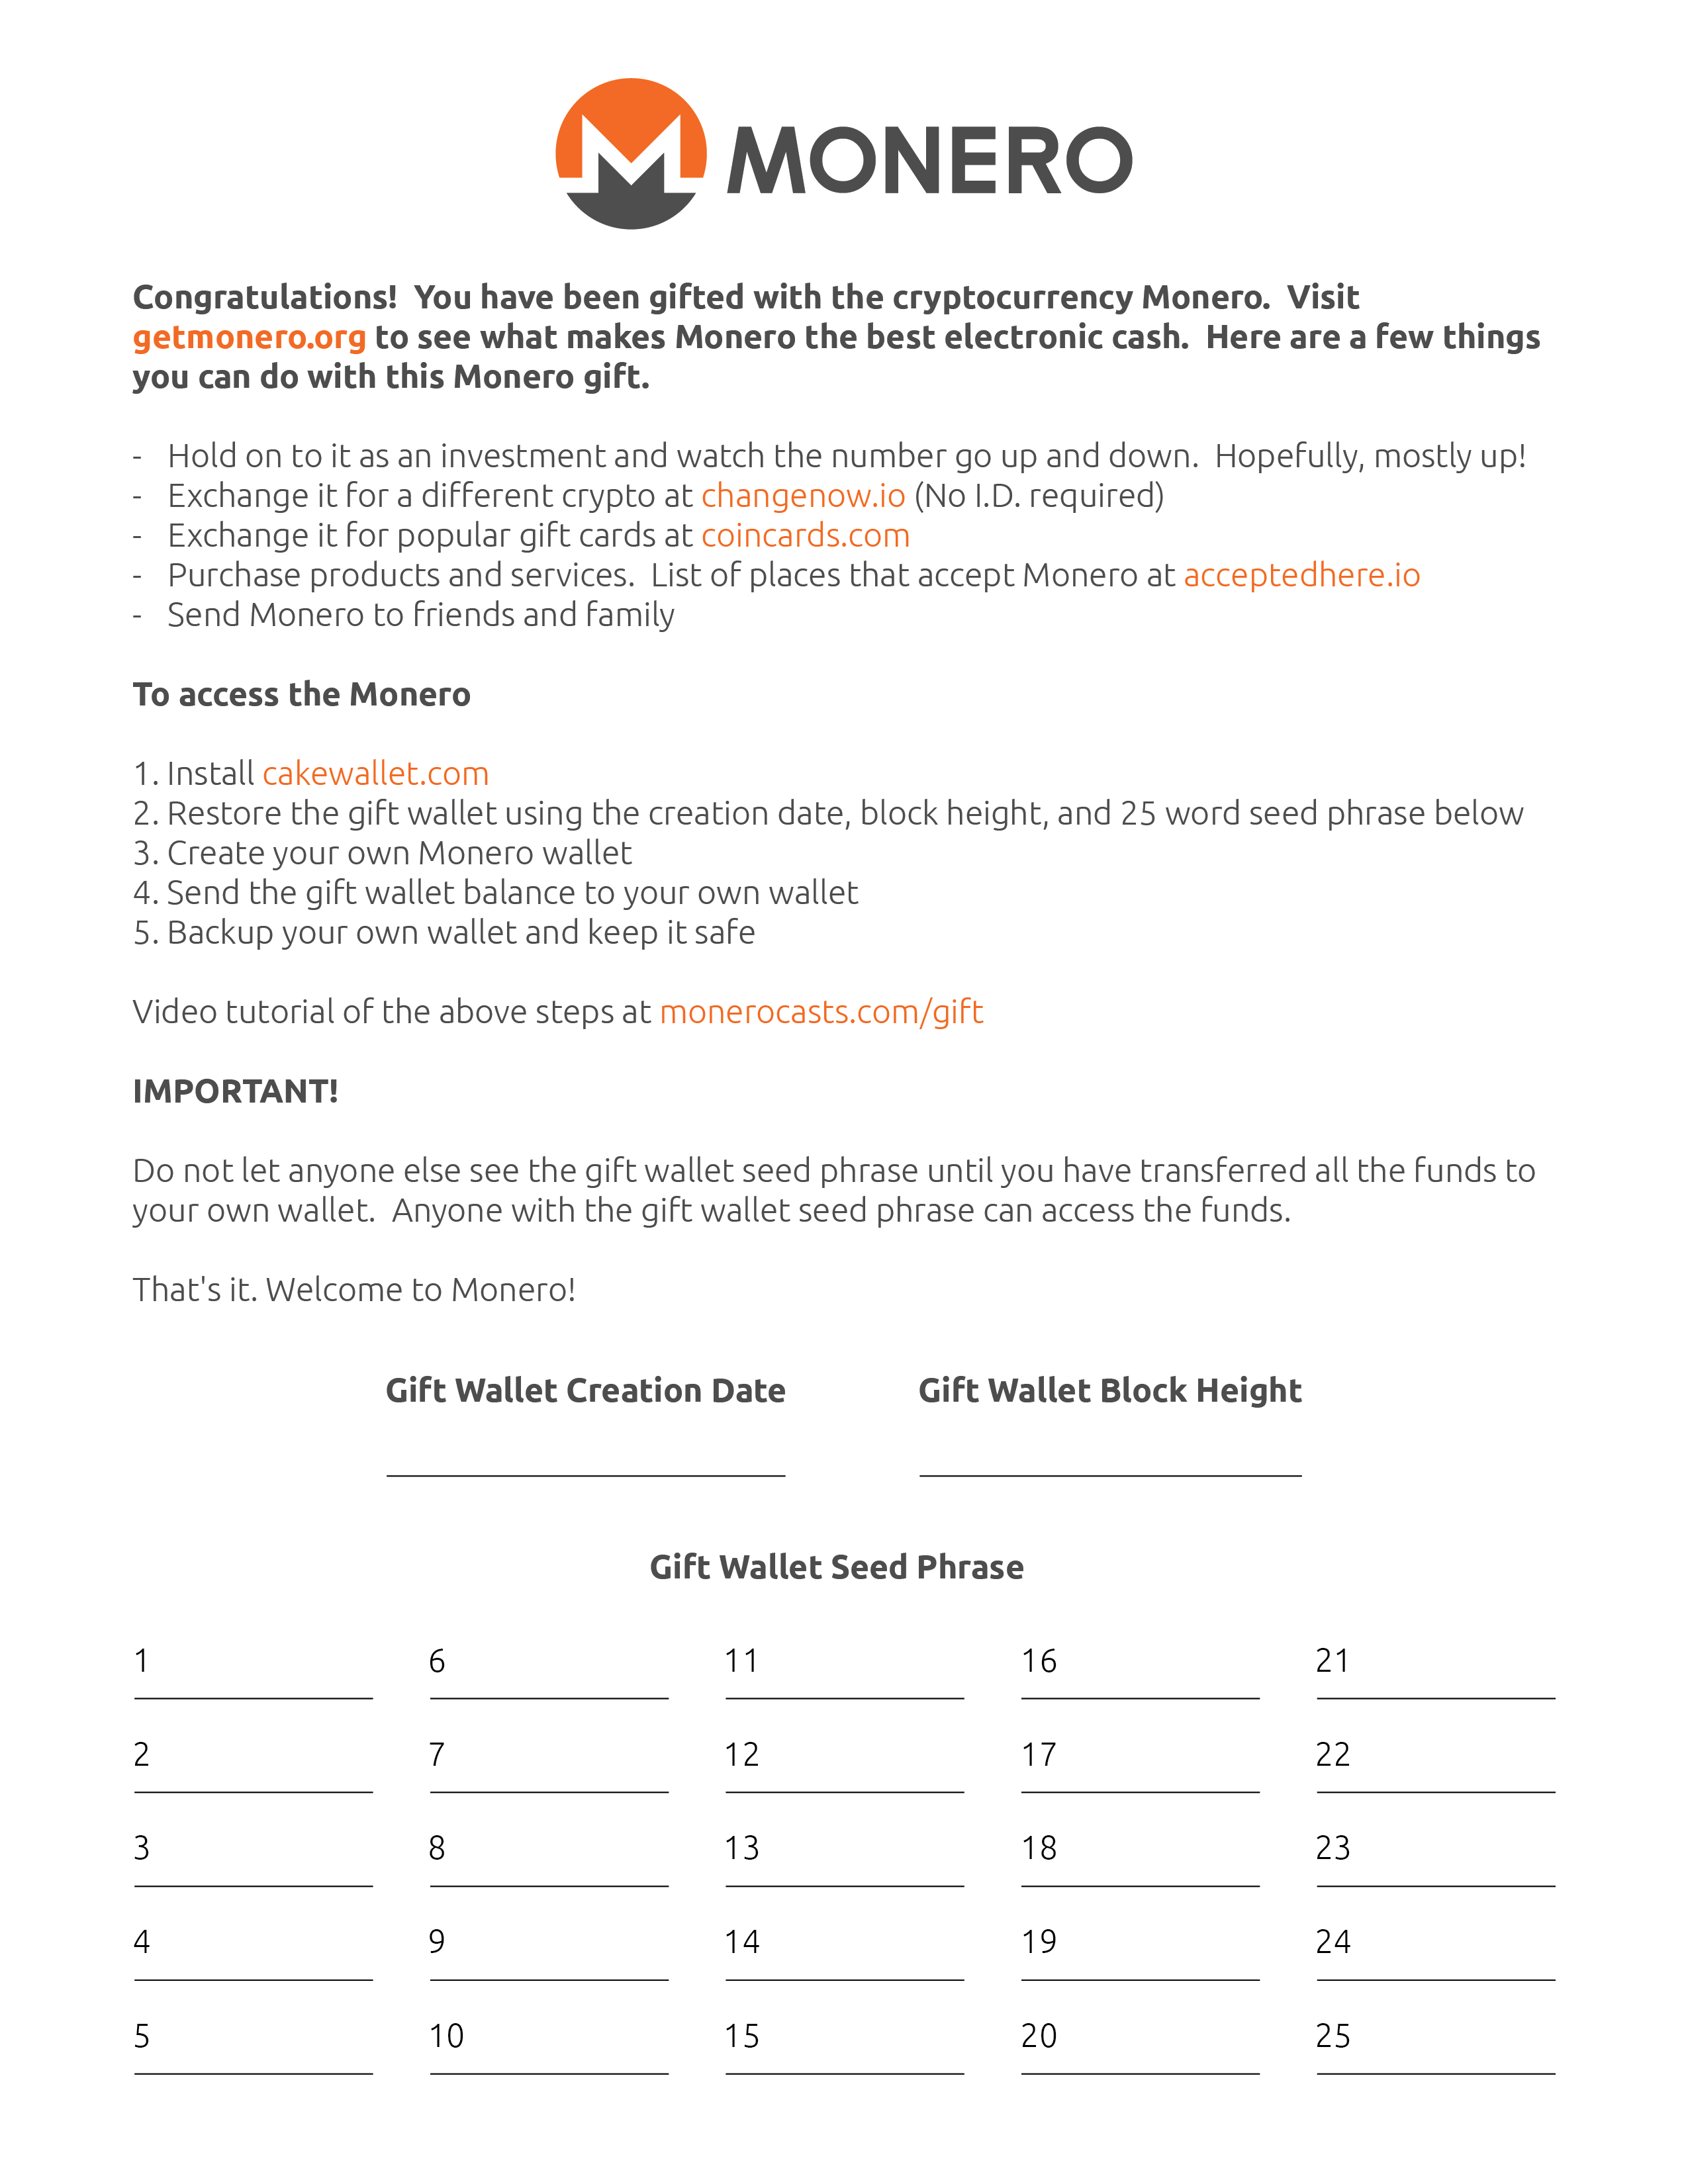 MONERO
Congratulations!  You have been gifted with the cryptocurrency Monero.  Visit
getmonero.org to see what makes Monero the best electronic cash.  Here are a few things
you can do with this Monero gift.
-   Hold on to it as an investment and watch the number go up and down.  Hopefully, mostly up!
-   Exchange it for a different crypto at changenow.io (No I.D. required)
-   Exchange it for popular gift cards at coincards.com
-   Purchase products and services.  List of places that accept Monero at acceptedhere.io
-   Send Monero to friends and family
To access the Monero
1. Install cakewallet.com
2. Restore the gift wallet using the creation date, block height, and 25 word seed phrase below
3. Create your own Monero wallet
4. Send the gift wallet balance to your own wallet
5. Backup your own wallet and keep it safe
Video tutorial of the above steps at monerocasts.com/gift
IMPORTANT!
Do not let anyone else see the gift wallet seed phrase until you have transferred all the funds to
your own wallet.  Anyone with the gift wallet seed phrase can access the funds.
That's it. Welcome to Monero!
Gift Wallet Creation Date    Gift Wallet Block Height
Gift Wallet Seed Phrase
1    6    11    16    21
2    7    12    17    22
3    8    13    18    23
4    9    14    19    24
5    10    15    20    25